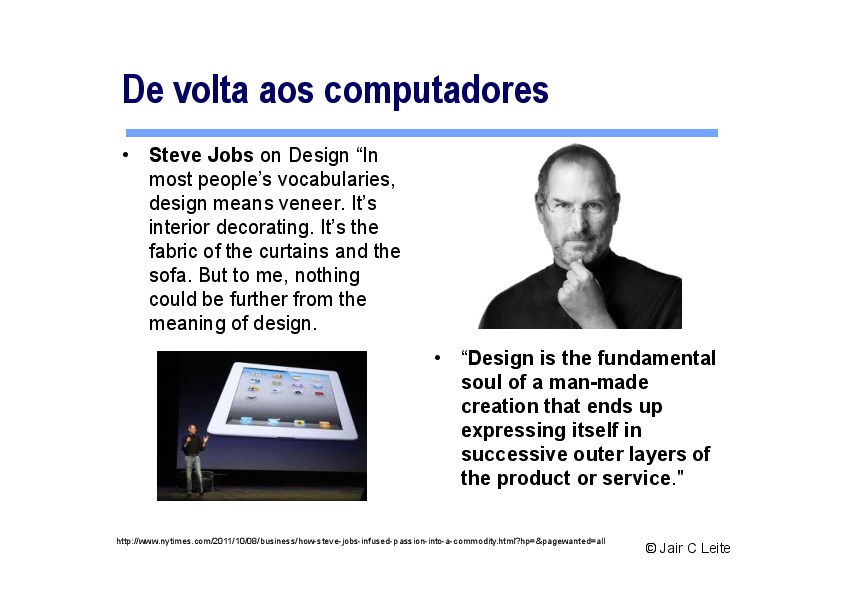 De volta aos computadores
• Steve Jobs on Design “In
most people’s vocabularies,
design means veneer. It’s
interior decorating. It’s the
fabric of the curtains and the
sofa. But to me, nothing
could be further from the
meaning of design.
• “Design is the fundamental
soul of a man-made
creation that ends up
expressing itself in
successive outer layers of
the product or service."
http://www.nytimes.com/2011/10/08/business/how-steve-jobs-infused-passion-into-a-commodity.html?hp=&pagewanted=all
© Jair C Leite